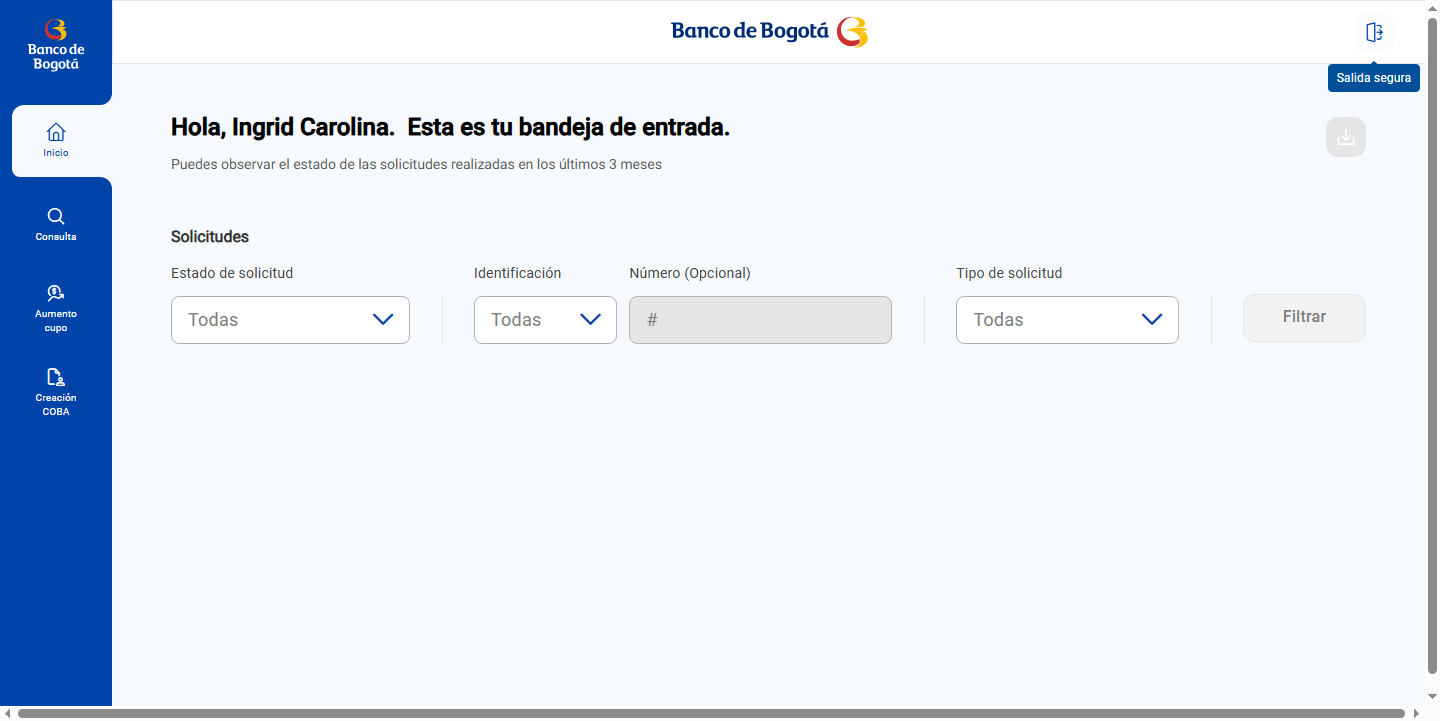 Banco de
Bogotá
Banco de Bogotá
Salida segura
Inicio
Consulta
Aumento
cupo
Creación
COBA
Hola, Ingrid Carolina. Esta es tu bandeja de entrada.
Puedes observar el estado de las solicitudes realizadas en los últimos 3 meses
Solicitudes
Estado de solicitud
Identificación
Número (Opcional)
Tipo de solicitud
Todas
Todas
#
Todas
Filtrar